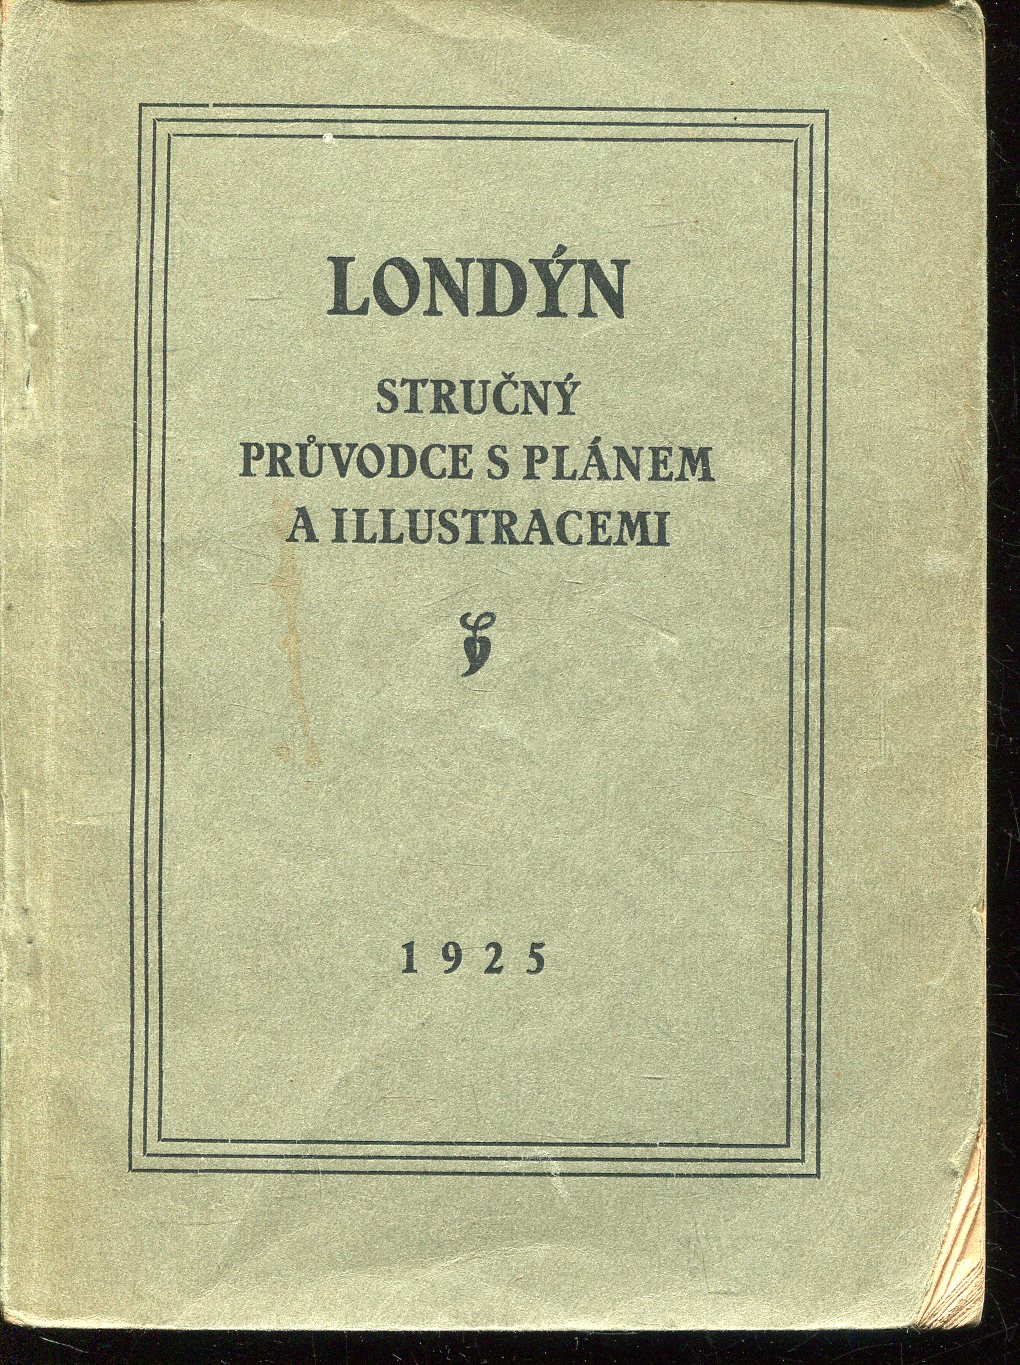 LONDÝN
STRUČNÝ
PRŮVODCE S PLÁNEM
A ILLUSTRACEMI
1925